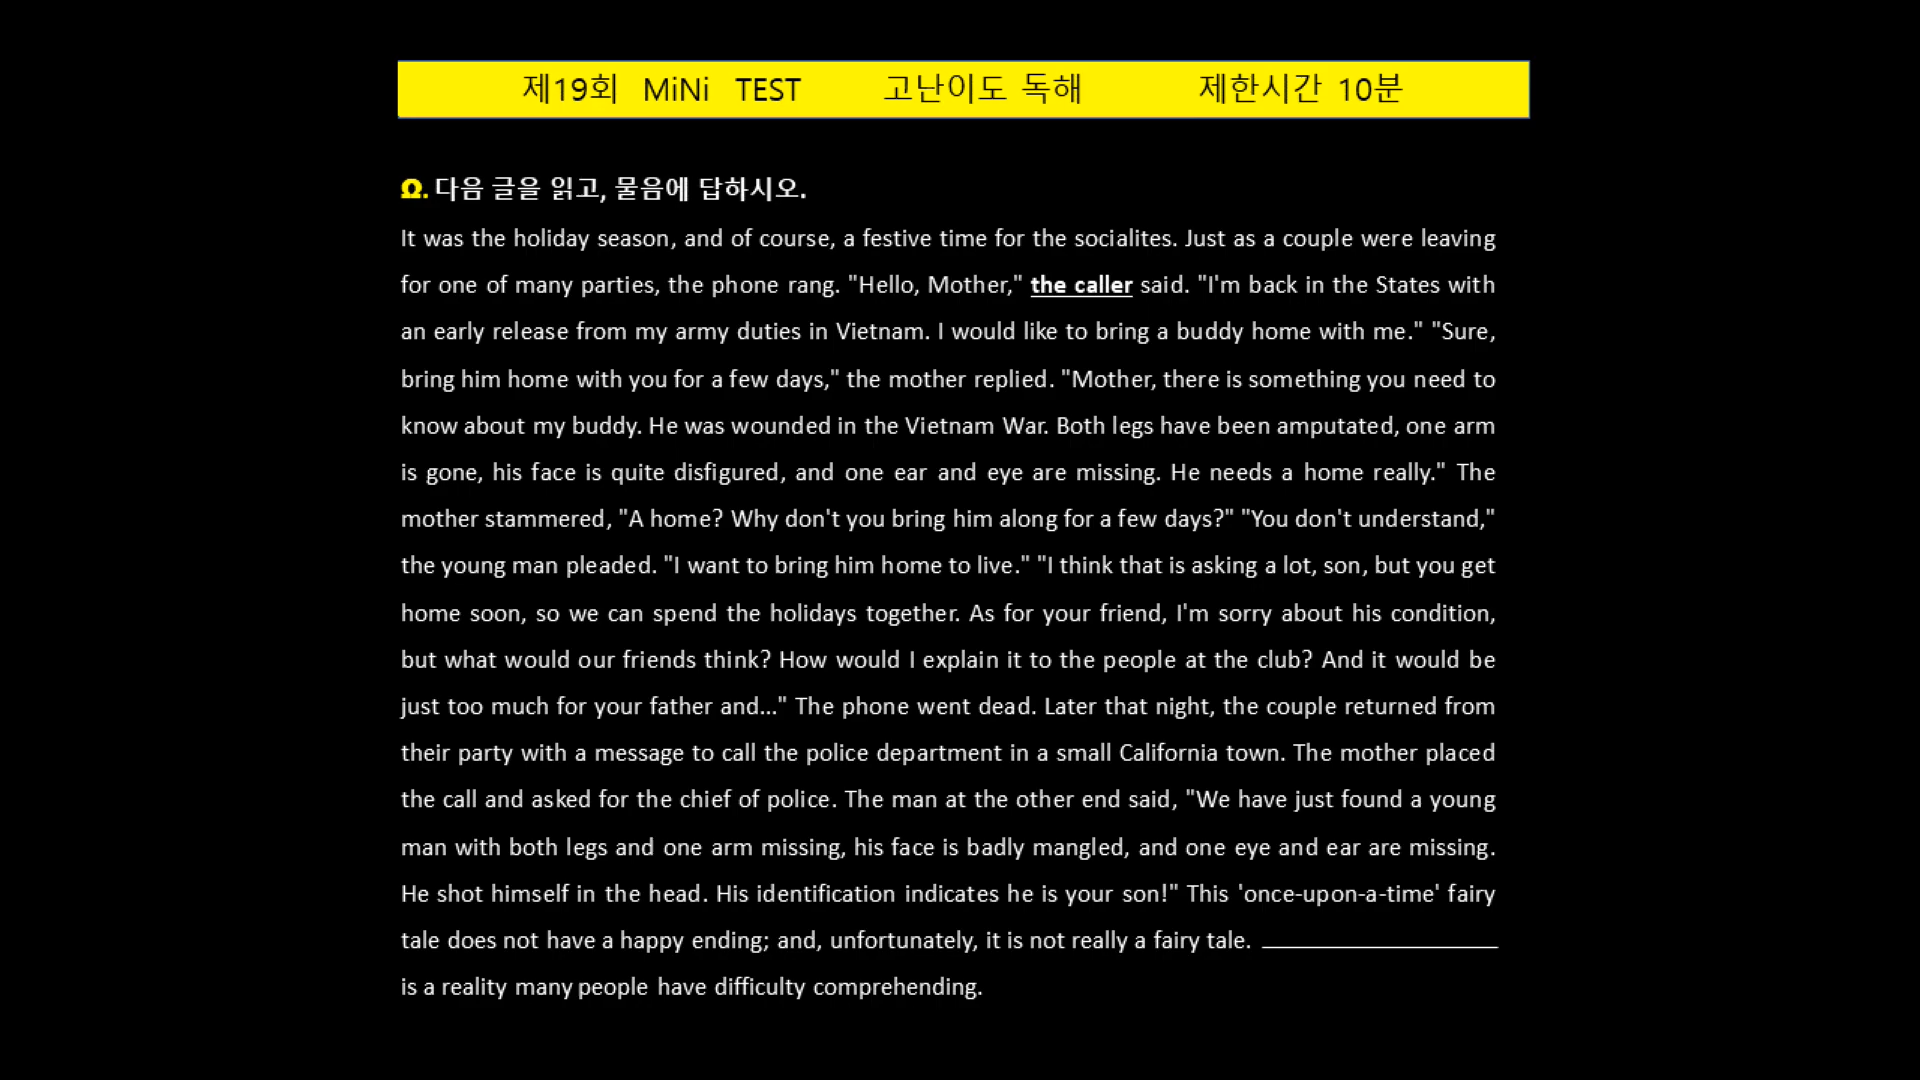 제19회 MiNi TEST 고난이도 독해 제한시간 10분
Q. 다음 글을 읽고, 물음에 답하시오.
It was the holiday season, and of course, a festive time for the socialites. Just as a couple were leaving
for one of many parties, the phone rang. "Hello, Mother," the caller said. "I'm back in the States with
an early release from my army duties in Vietnam. I would like to bring a buddy home with me." "Sure,
bring him home with you for a few days," the mother replied. "Mother, there is something you need to
know about my buddy. He was wounded in the Vietnam War. Both legs have been amputated, one arm
is gone, his face is quite disfigured, and one ear and eye are missing. He needs a home really." The
mother stammered, "A home? Why don't you bring him along for a few days?" "You don't understand,"
the young man pleaded. "I want to bring him home to live." "I think that is asking a lot, son, but you get
home soon, so we can spend the holidays together. As for your friend, I'm sorry about his condition,
but what would our friends think? How would I explain it to the people at the club? And it would be
just too much for your father and..." The phone went dead. Later that night, the couple returned from
their party with a message to call the police department in a small California town. The mother placed
the call and asked for the chief of police. The man at the other end said, "We have just found a young
man with both legs and one arm missing, his face is badly mangled, and one eye and ear are missing.
He shot himself in the head. His identification indicates he is your son!" This 'once-upon-a-time' fairy
tale does not have a happy ending; and, unfortunately, it is not really a fairy tale. ____________________
is a reality many people have difficulty comprehending.